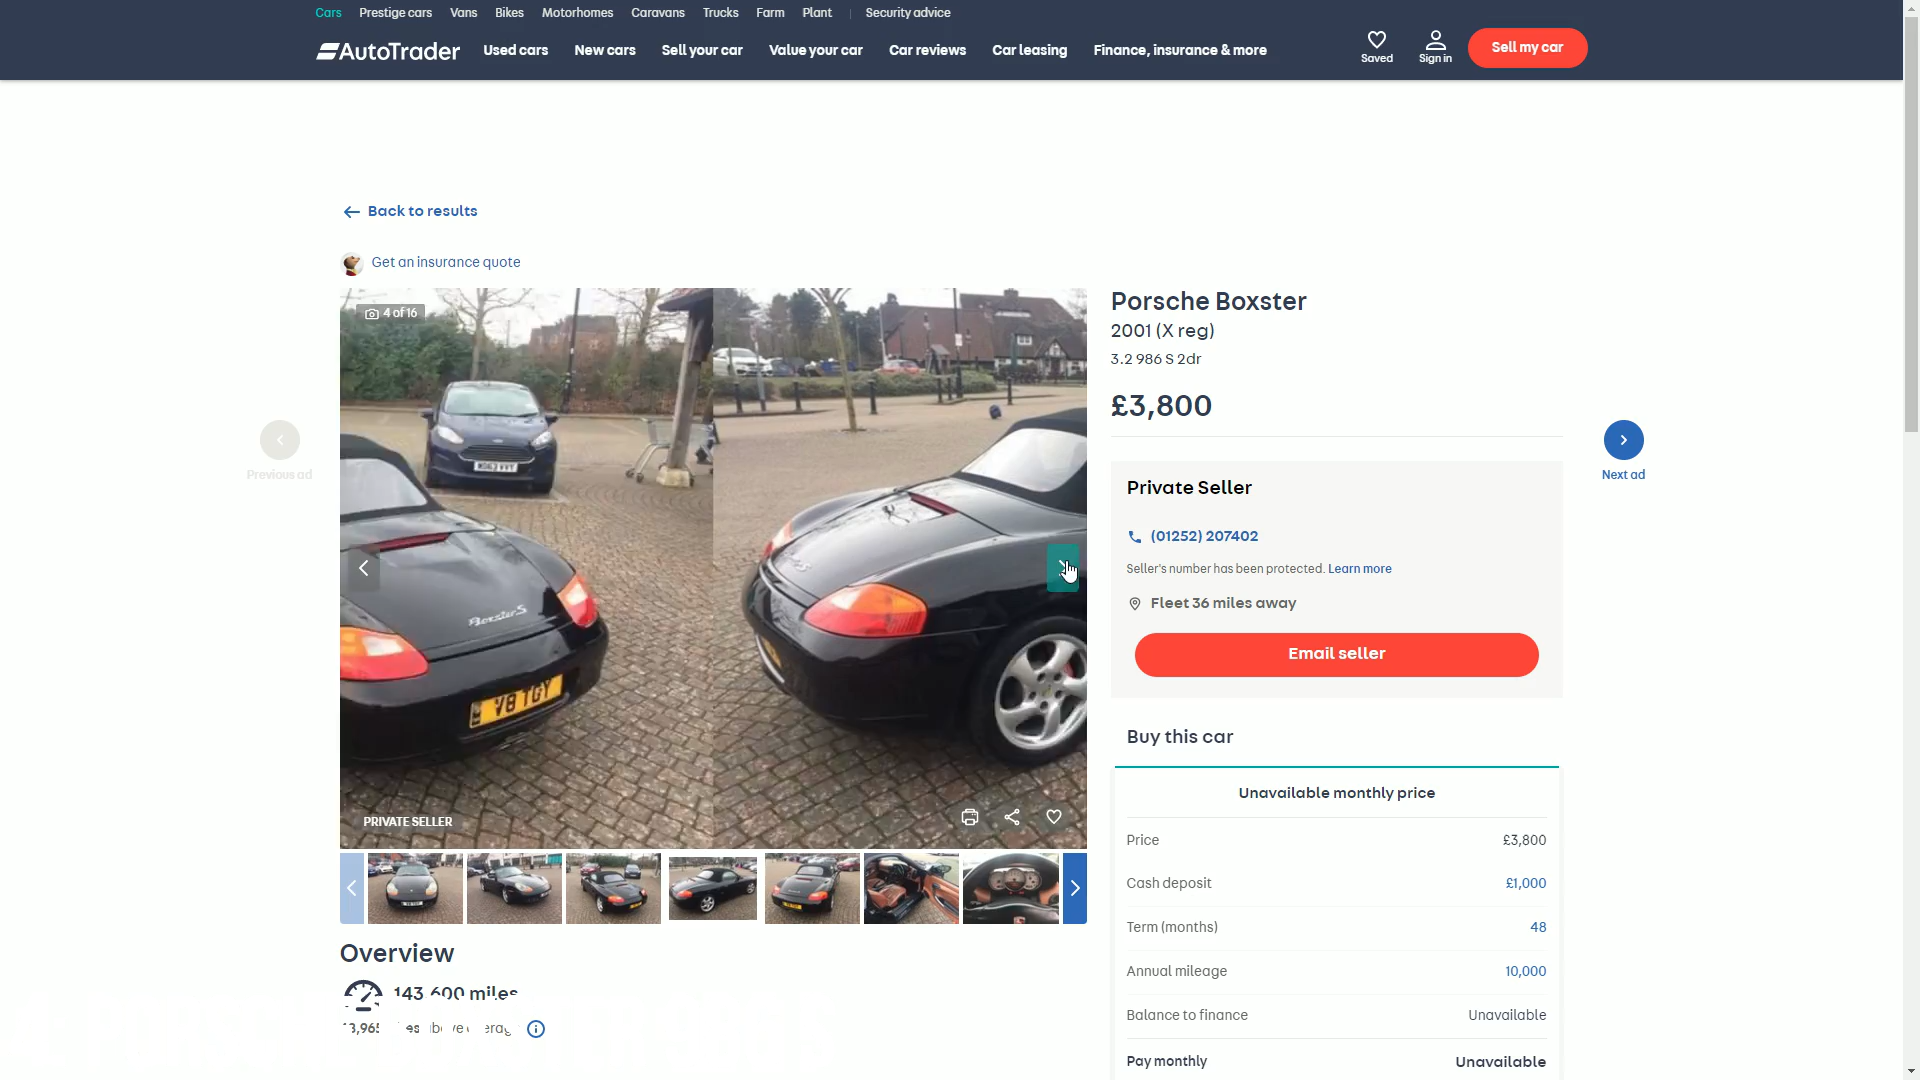 Cars Prestige cars Vans Bikes Motorhomes Caravans Trucks Farm Plant | Security advice
AutoTrader Used cars New cars Sell your car Value your car Car reviews Car leasing Finance, insurance & more Saved Sign in Sell my car
Back to results
Get an insurance quote
4 of 16
Porsche Boxster
2001 (X reg)
3.2 986 S 2dr
£3,800
Previous ad
Next ad
Private Seller
(01252) 207402
Seller's number has been protected. Learn more
Fleet 36 miles away
Email seller
Boxster S
V8 TGY
PRIVATE SELLER
Buy this car
Unavailable monthly price
Price £3,800
Cash deposit £1,000
Term (months) 48
Annual mileage 10,000
Balance to finance Unavailable
Pay monthly Unavailable
Overview
143,600 miles